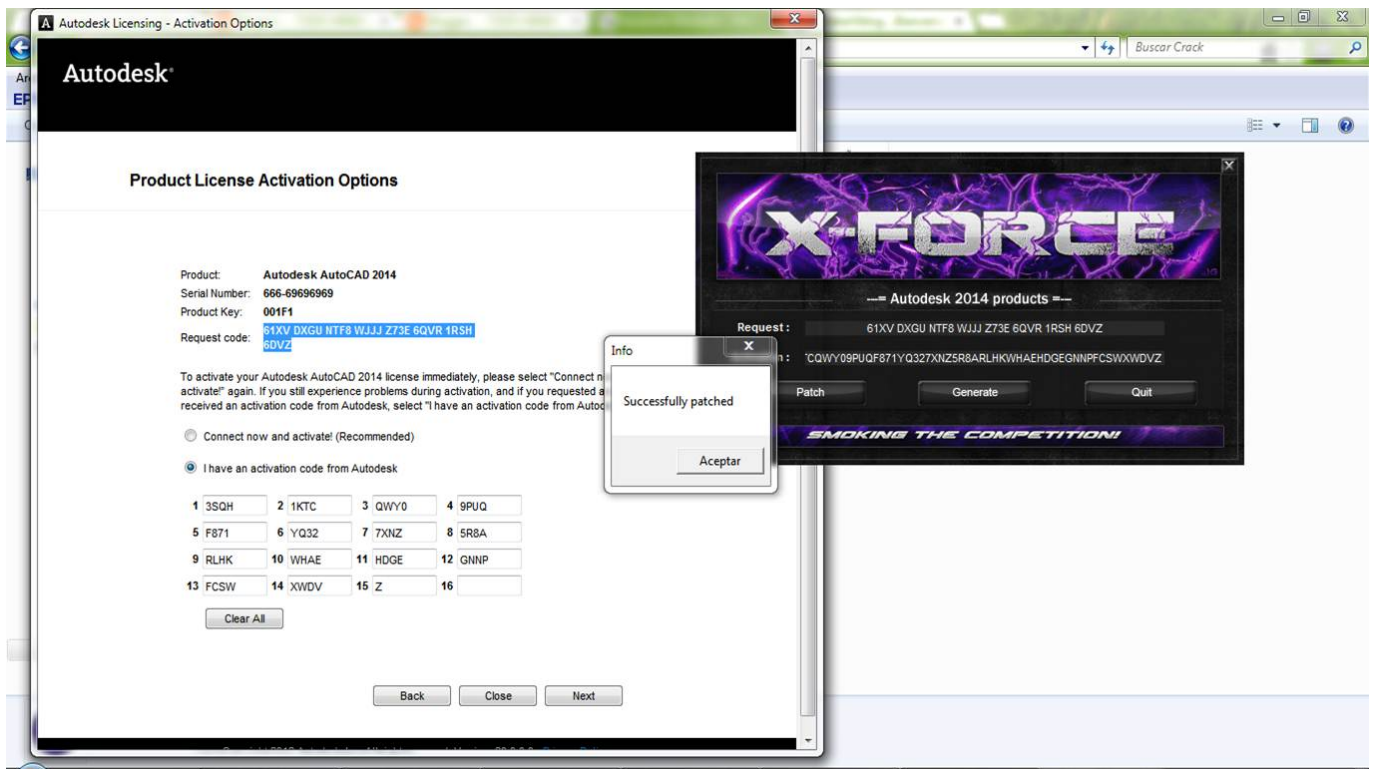 Autodesk Licensing - Activation Options
Buscar Crack
Autodesk
Product License Activation Options
Product: Autodesk AutoCAD 2014
Serial Number: 666-69696969
Product Key: 001F1
Request code: 61XV DXGU NTF8 WJJJ Z73E 6QVR 1RSH
6DVZ
To activate your Autodesk AutoCAD 2014 license immediately, please select "Connect
activate!" again. If you still experience problems during activation, and if you requested
received an activation code from Autodesk, select "I have an activation code from
Connect now and activate! (Recommended)
I have an activation code from Autodesk
1 3SQH 2 1KTC 3 QWY0 4 9PUQ
5 F871 6 YQ32 7 7XNZ 8 5R8A
9 RLHK 10 WHAE 11 HDGE 12 GNNP
13 FCSW 14 XWDV 15 Z 16
Clear All
Back Close Next
Info
Successfully patched
Aceptar
X-FORCE
---= Autodesk 2014 products =---
Request : 61XV DXGU NTF8 WJJJ Z73E 6QVR 1RSH 6DVZ
CQWY09PUQF871YQ327XNZ5R8ARLHKWHAEHDGEGNNPFCSWXWDVZ
Patch Generate Quit
SMOKING THE COMPETITION!